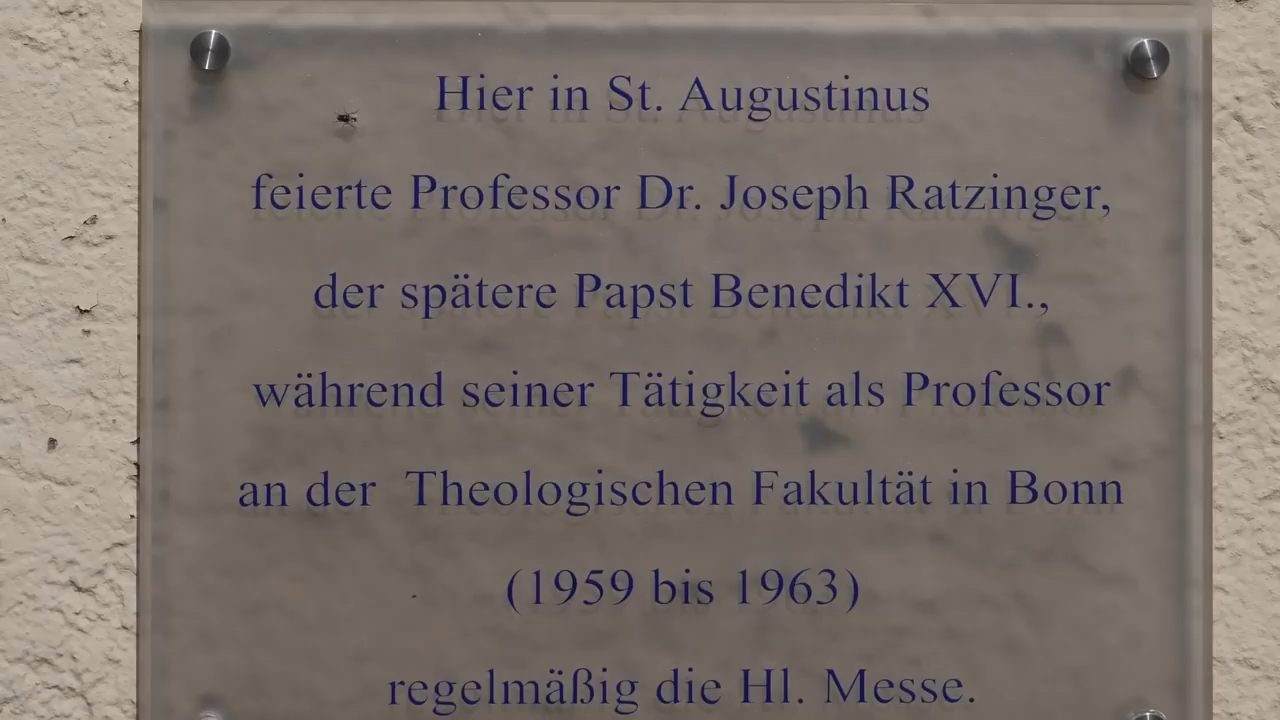 Hier in St. Augustinus
feierte Professor Dr. Joseph Ratzinger,
der spätere Papst Benedikt XVI.,
während seiner Tätigkeit als Professor
an der  Theologischen Fakultät in Bonn
(1959 bis 1963)
regelmäßig die Hl. Messe.